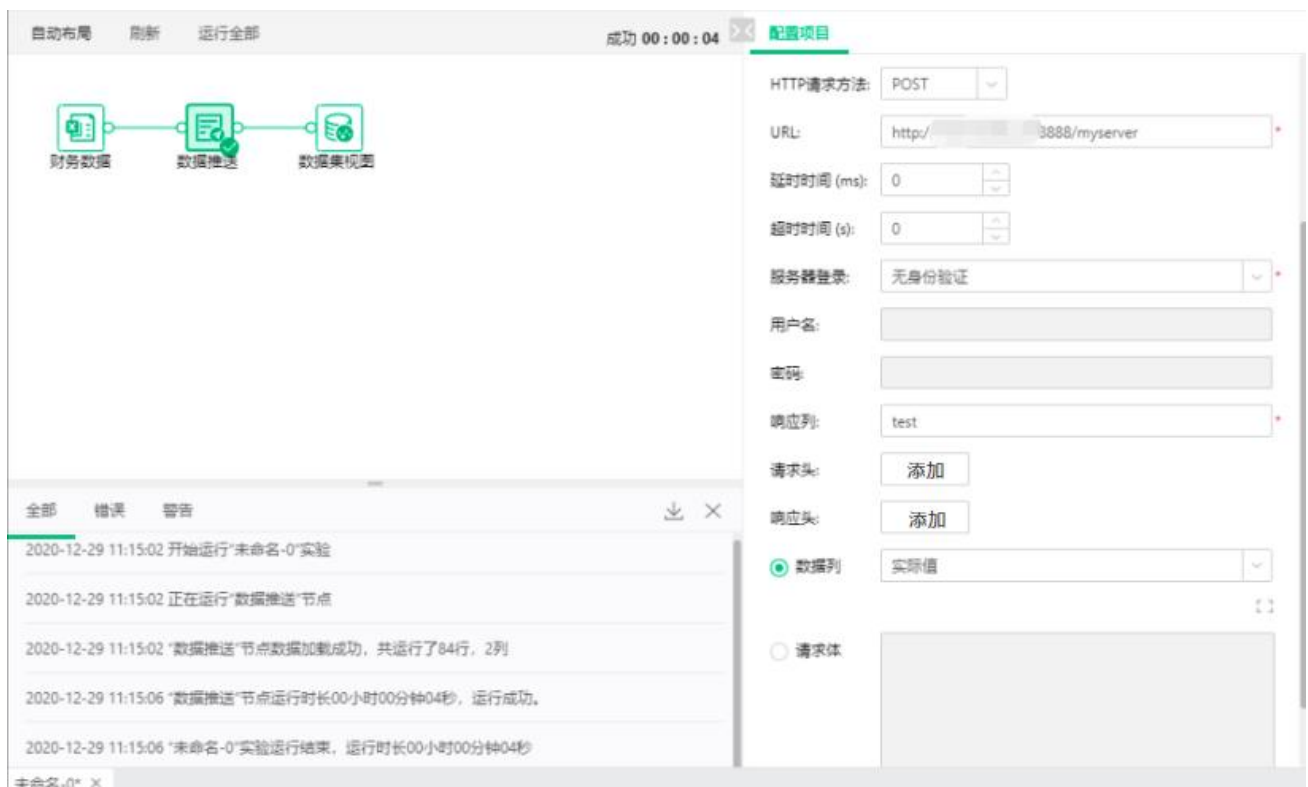 自动布局 刷新 运行全部 成功 00:00:04
财务数据 数据推送 数据集视图
全部 错误 警告
2020-12-29 11:15:02 开始运行"未命名-0"实验
2020-12-29 11:15:02 正在运行"数据推送"节点
2020-12-29 11:15:02 "数据推送"节点数据加载成功，共运行了84行，2列
2020-12-29 11:15:06 "数据推送"节点运行时长00小时00分钟04秒，运行成功。
2020-12-29 11:15:06 "未命名-0"实验运行结束，运行时长00小时00分钟04秒
未命名-0* ×
配置项目
HTTP请求方法: POST
URL: http:/ 8888/myserver *
延时时间 (ms): 0
超时时间 (s): 0
服务器登录: 无身份验证 *
用户名:
密码:
响应列: test *
请求头: 添加
响应头: 添加
数据列 实际值
请求体